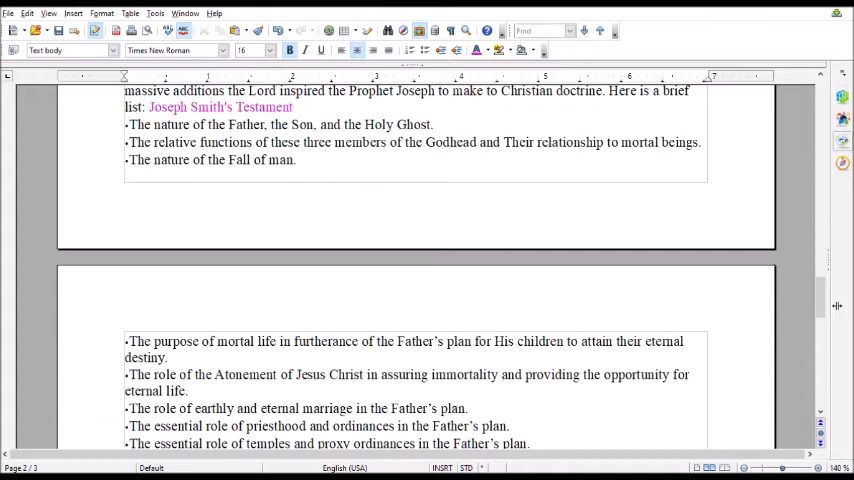 File Edit View Insert Format Table Tools Window Help
Find
Text body Times New Roman 16 B I U A
1 2 3 4 5 6 7
massive additions the Lord inspired the Prophet Joseph to make to Christian doctrine. Here is a brief
list: Joseph Smith's Testament
•The nature of the Father, the Son, and the Holy Ghost.
•The relative functions of these three members of the Godhead and Their relationship to mortal beings.
•The nature of the Fall of man.
•The purpose of mortal life in furtherance of the Father’s plan for His children to attain their eternal
destiny.
•The role of the Atonement of Jesus Christ in assuring immortality and providing the opportunity for
eternal life.
•The role of earthly and eternal marriage in the Father’s plan.
•The essential role of priesthood and ordinances in the Father’s plan.
•The essential role of temples and proxy ordinances in the Father’s plan.
Page 2 / 3 Default English (USA) INSRT STD * 140 %